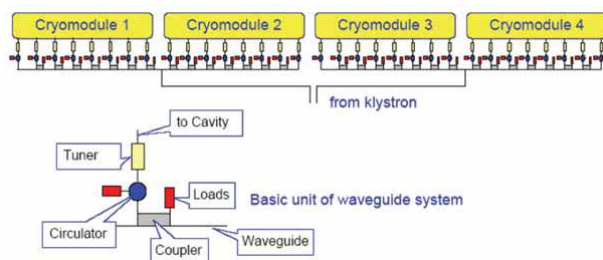 Cryomodule 1 Cryomodule 2 Cryomodule 3 Cryomodule 4
from klystron
to Cavity
Tuner
Loads
Basic unit of waveguide system
Circulator
Coupler
Waveguide